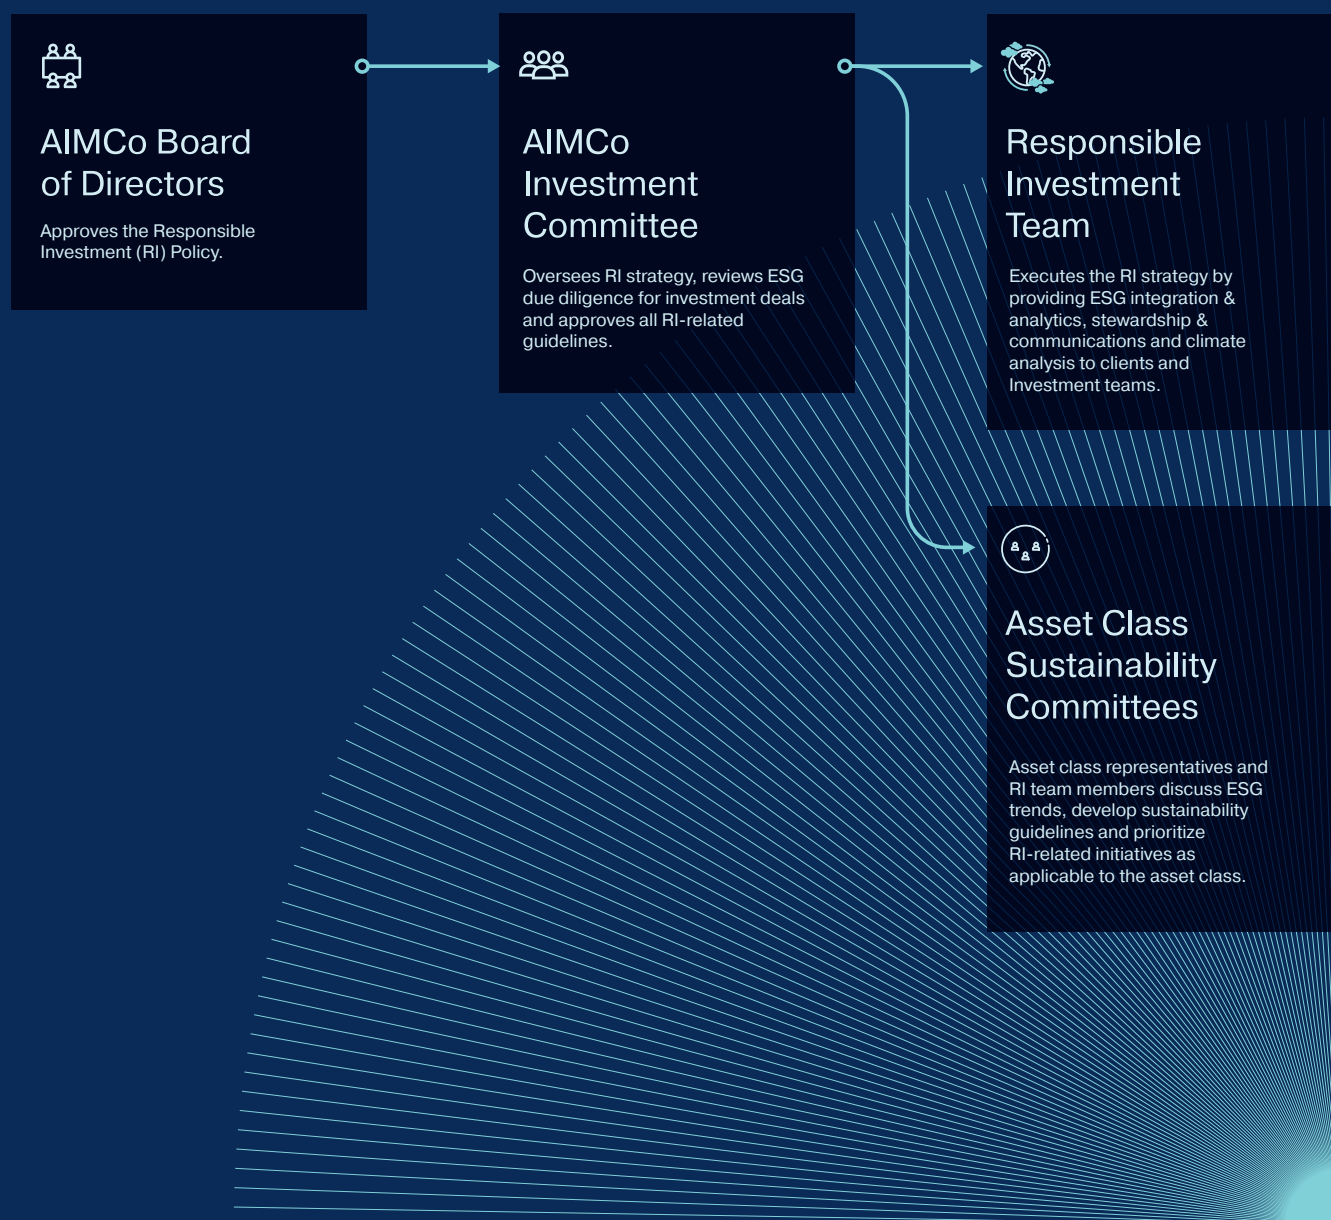 AIMCo Board
of Directors
Approves the Responsible
Investment (RI) Policy.
AIMCo
Investment
Committee
Oversees RI strategy, reviews ESG
due diligence for investment deals
and approves all RI-related
guidelines.
Responsible
Investment
Team
Executes the RI strategy by
providing ESG integration &
analytics, stewardship &
communications and climate
analysis to clients and
Investment teams.
Asset Class
Sustainability
Committees
Asset class representatives and
RI team members discuss ESG
trends, develop sustainability
guidelines and prioritize
RI-related initiatives as
applicable to the asset class.